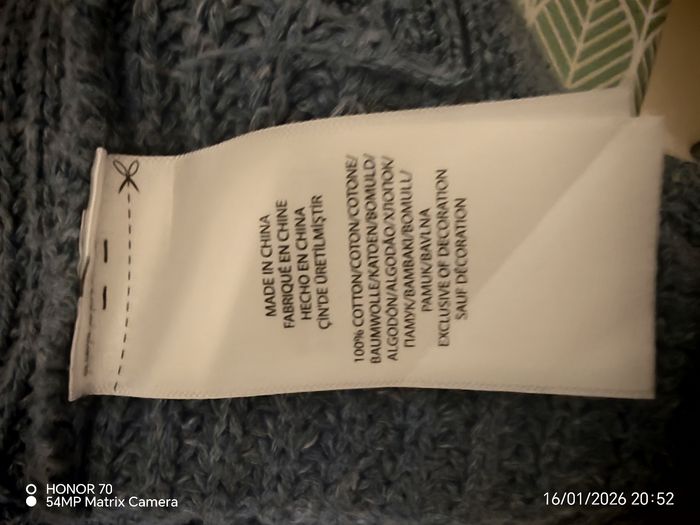 MADE IN CHINA
FABRIQUÉ EN CHINE
HECHO EN CHINA
ÇİN'DE ÜRETİLMİŞTİR
100% COTTON/COTON/COTONE/
BAUMWOLLE/KATOEN/BOMULD/
ALGODÓN/ALGODÃO/ХЛОПОК/
ПАМУК/BAMBAKI/BOMULL/
PAMUK/BAVLNA
EXCLUSIVE OF DECORATION
SAUF DÉCORATION
HONOR 70
54MP Matrix Camera
16/01/2026 20:52